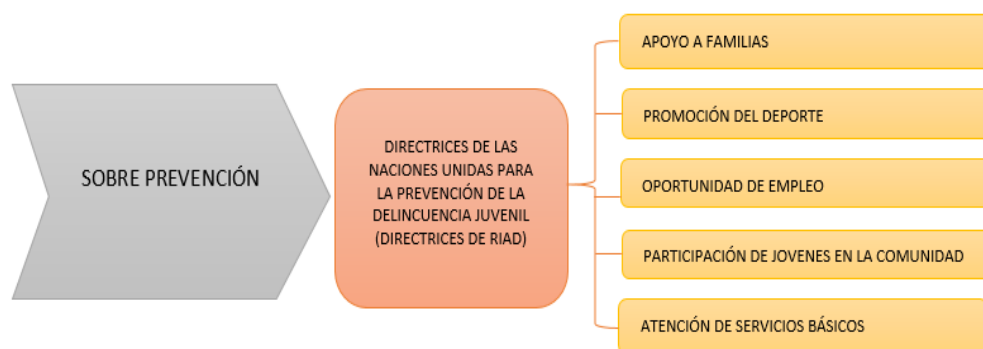 SOBRE PREVENCIÓN
DIRECTRICES DE LAS
NACIONES UNIDAS PARA
LA PREVENCIÓN DE LA
DELINCUENCIA JUVENIL
(DIRECTRICES DE RIAD)
APOYO A FAMILIAS
PROMOCIÓN DEL DEPORTE
OPORTUNIDAD DE EMPLEO
PARTICIPACIÓN DE JOVENES EN LA COMUNIDAD
ATENCIÓN DE SERVICIOS BÁSICOS